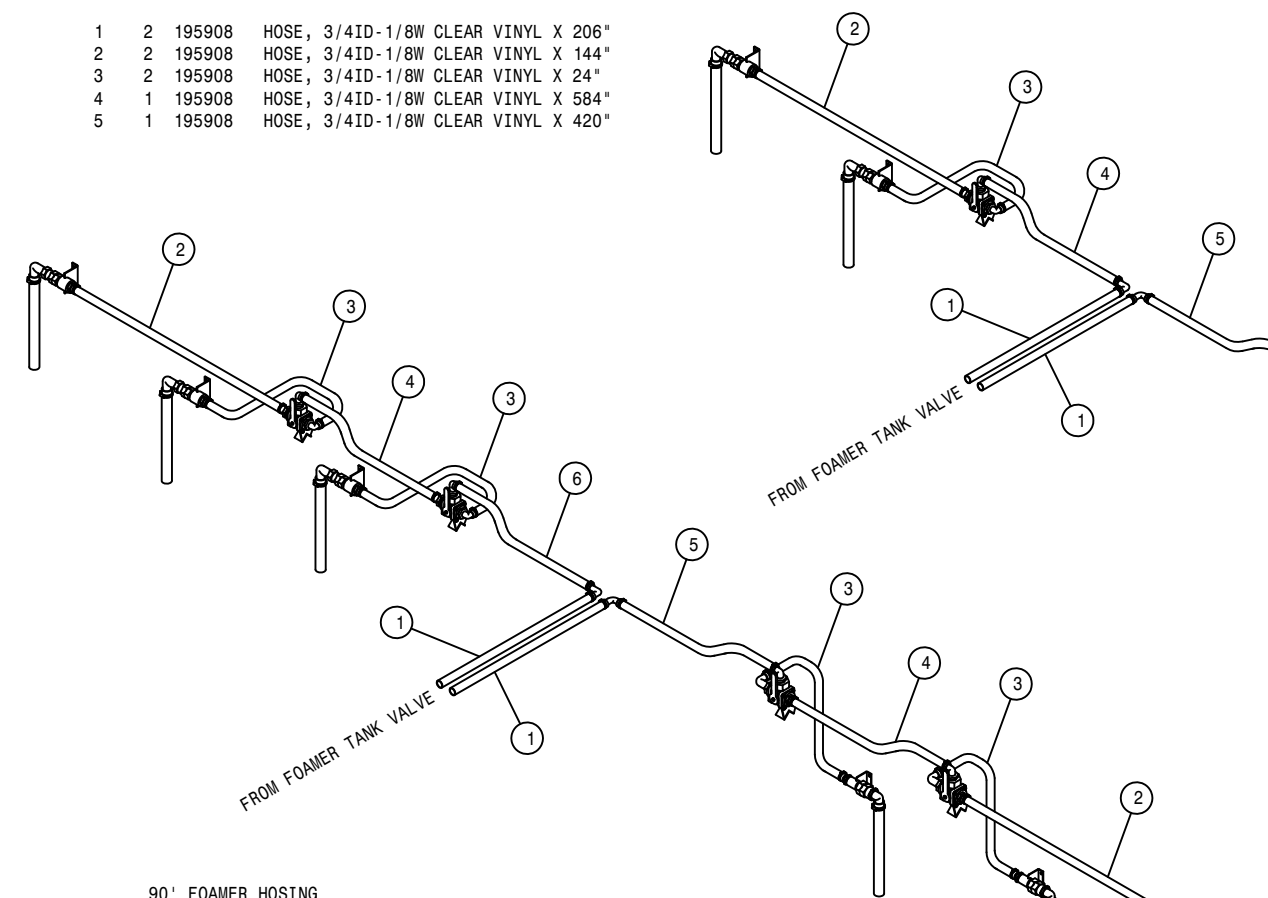 1 2 195908 HOSE, 3/4ID-1/8W CLEAR VINYL X 206"
2 2 195908 HOSE, 3/4ID-1/8W CLEAR VINYL X 144"
3 2 195908 HOSE, 3/4ID-1/8W CLEAR VINYL X 24"
4 1 195908 HOSE, 3/4ID-1/8W CLEAR VINYL X 584"
5 1 195908 HOSE, 3/4ID-1/8W CLEAR VINYL X 420"
2
3
4
5
1
1
FROM FOAMER TANK VALVE
2
3
4
3
6
5
3
4
3
2
1
1
FROM FOAMER TANK VALVE
90' FOAMER HOSING